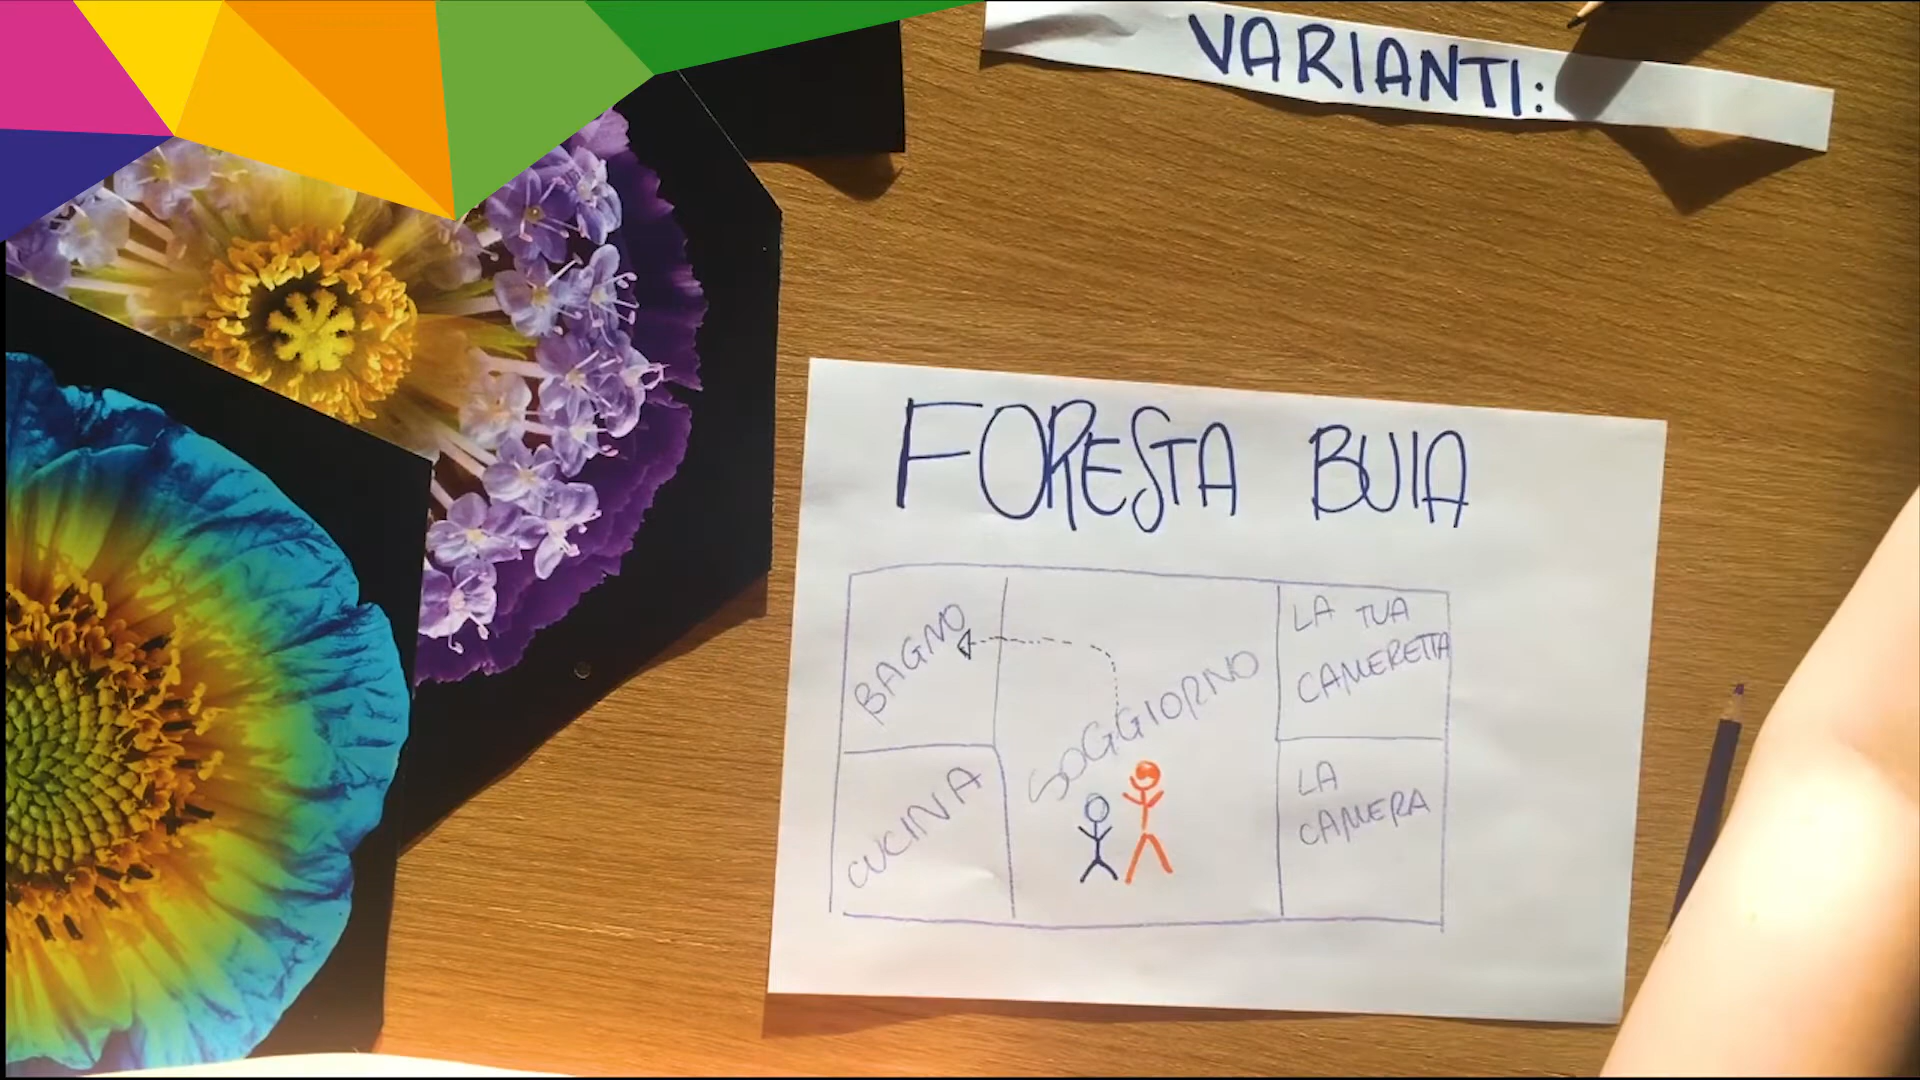 VARIANTI:
FORESTA BUIA
BAGNO
SOGGIORNO
LA TUA
CAMERETTA
CUCINA
LA
CAMERA